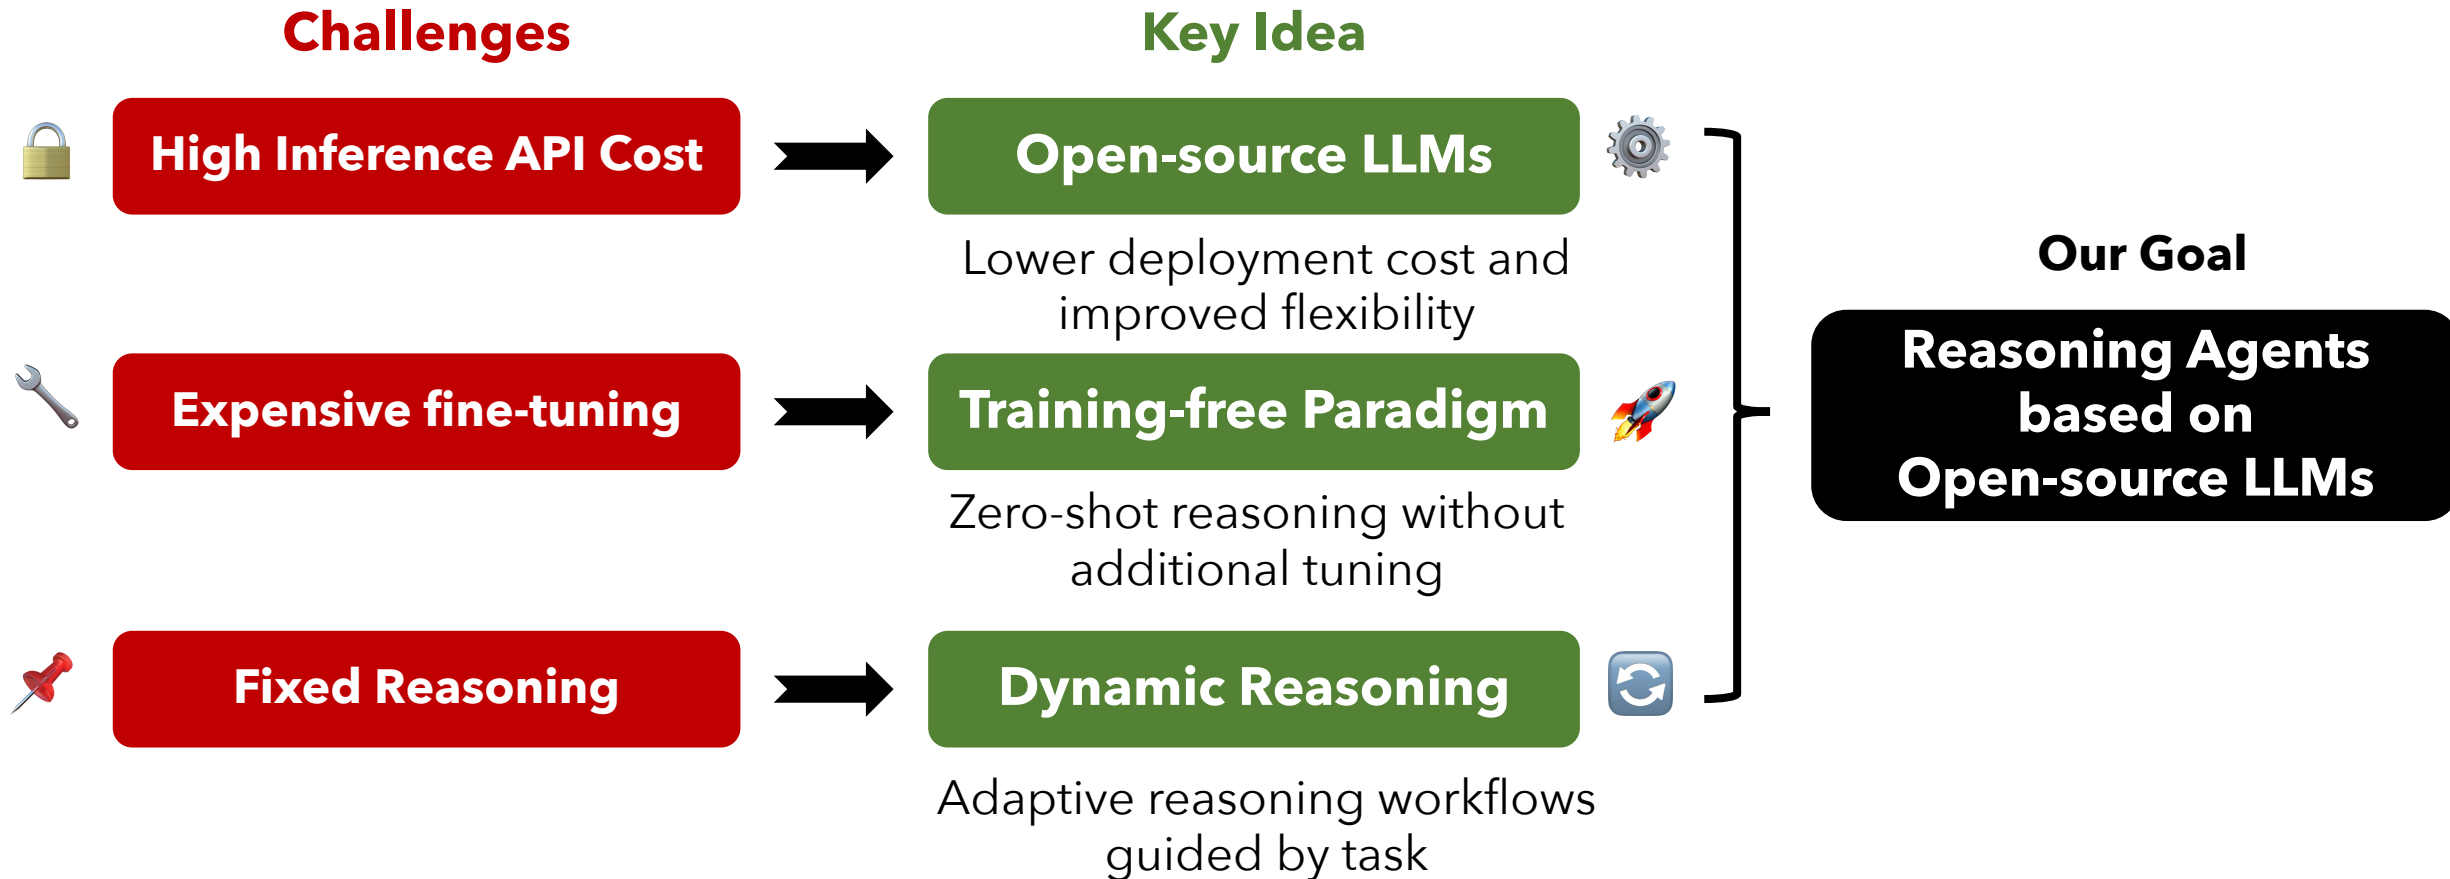 Challenges
Key Idea
High Inference API Cost
Open-source LLMs
Lower deployment cost and
improved flexibility
Expensive fine-tuning
Training-free Paradigm
Zero-shot reasoning without
additional tuning
Fixed Reasoning
Dynamic Reasoning
Adaptive reasoning workflows
guided by task
Our Goal
Reasoning Agents
based on
Open-source LLMs